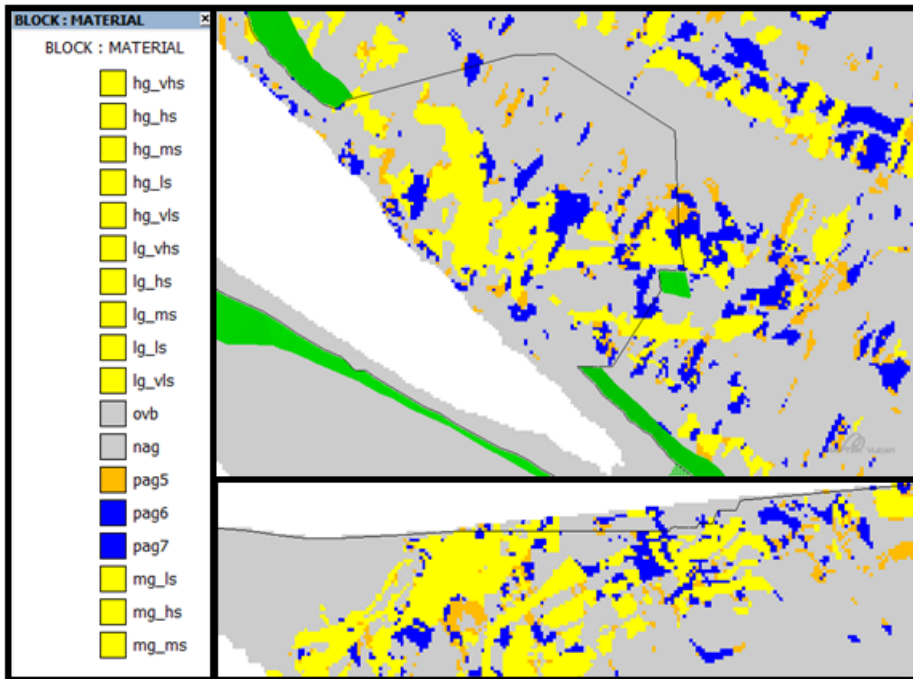 BLOCK : MATERIAL
BLOCK : MATERIAL
hg_vhs
hg_hs
hg_ms
hg_ls
hg_vls
lg_vhs
lg_hs
lg_ms
lg_ls
lg_vls
ovb
nag
pag5
pag6
pag7
mg_ls
mg_hs
mg_ms